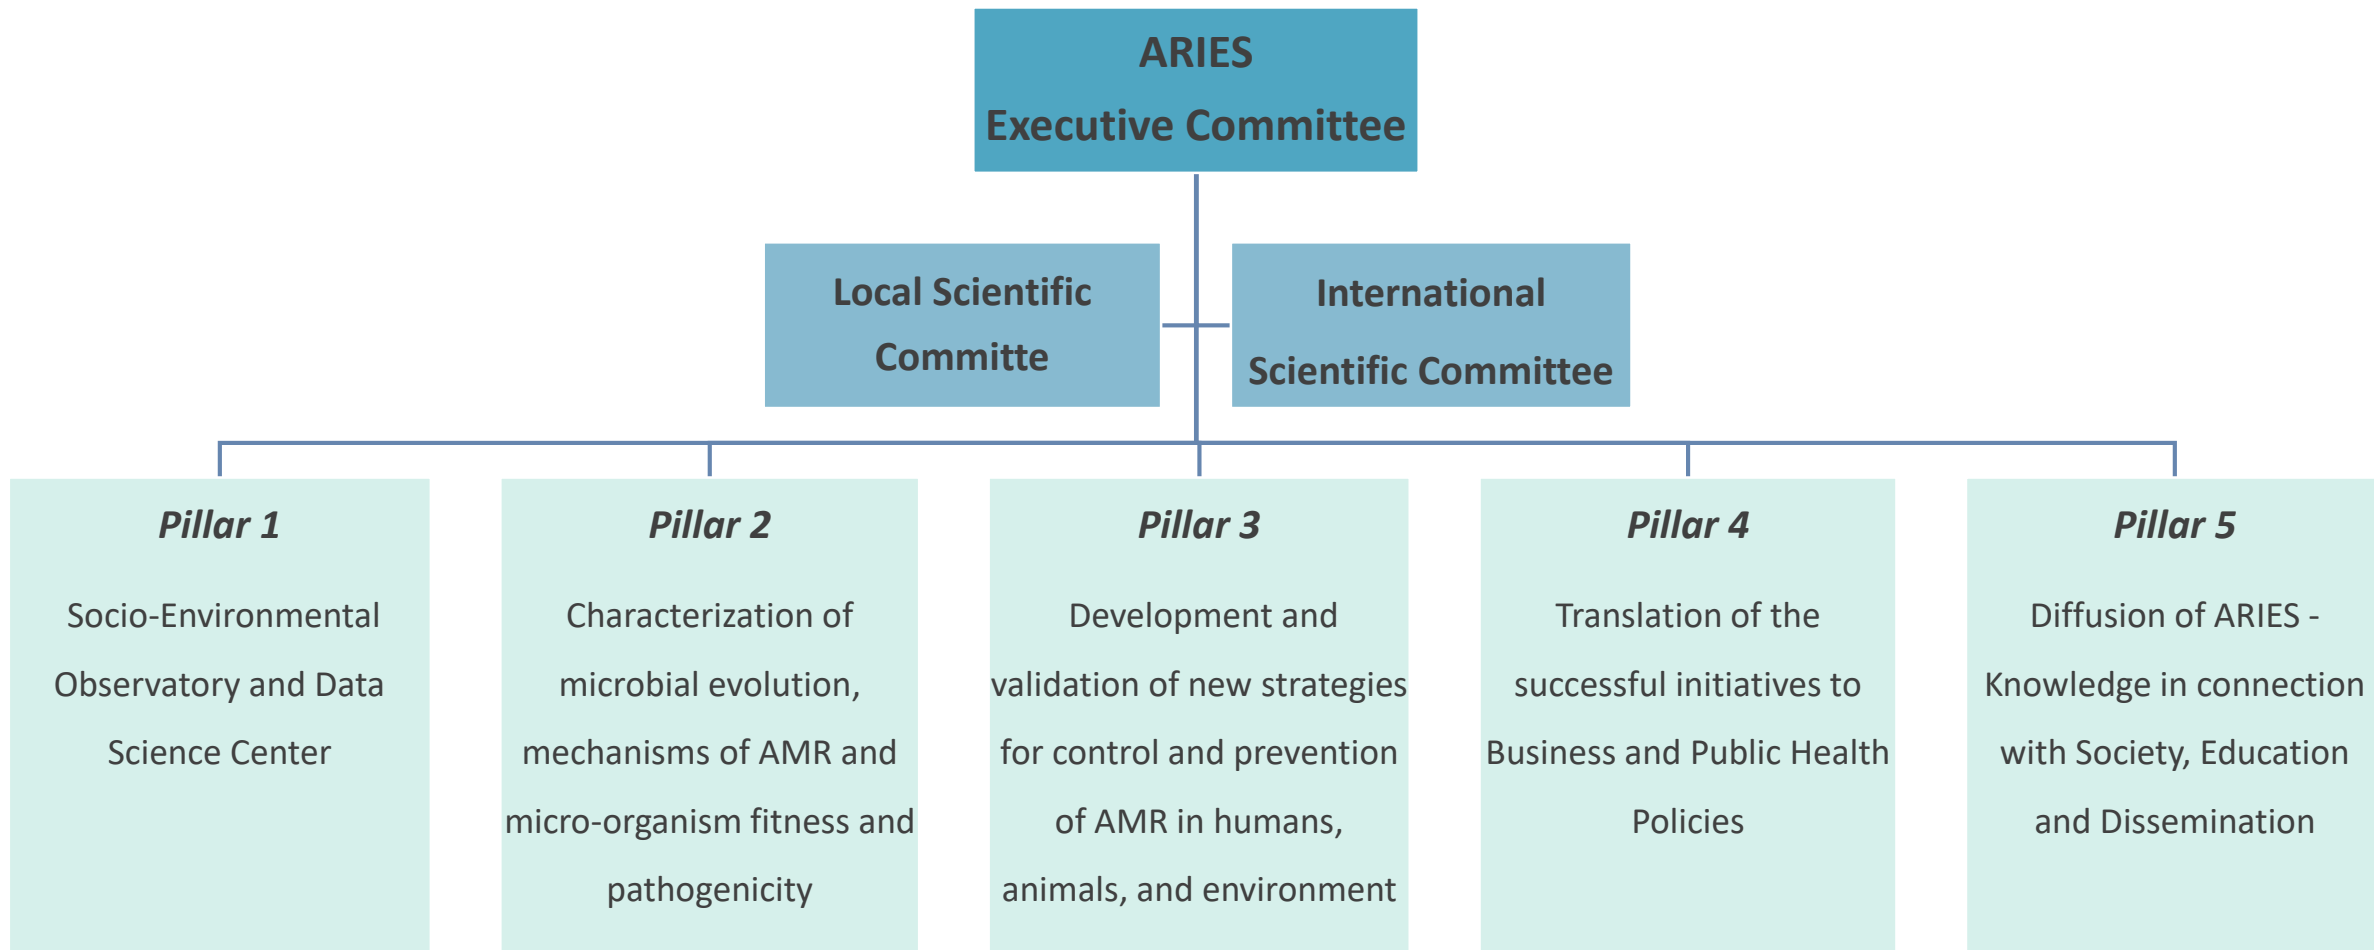 ARIES
Executive Committee
Local Scientific
Committe
International
Scientific Committee
Pillar 1
Socio-Environmental
Observatory and Data
Science Center
Pillar 2
Characterization of
microbial evolution,
mechanisms of AMR and
micro-organism fitness and
pathogenicity
Pillar 3
Development and
validation of new strategies
for control and prevention
of AMR in humans,
animals, and environment
Pillar 4
Translation of the
successful initiatives to
Business and Public Health
Policies
Pillar 5
Diffusion of ARIES -
Knowledge in connection
with Society, Education
and Dissemination